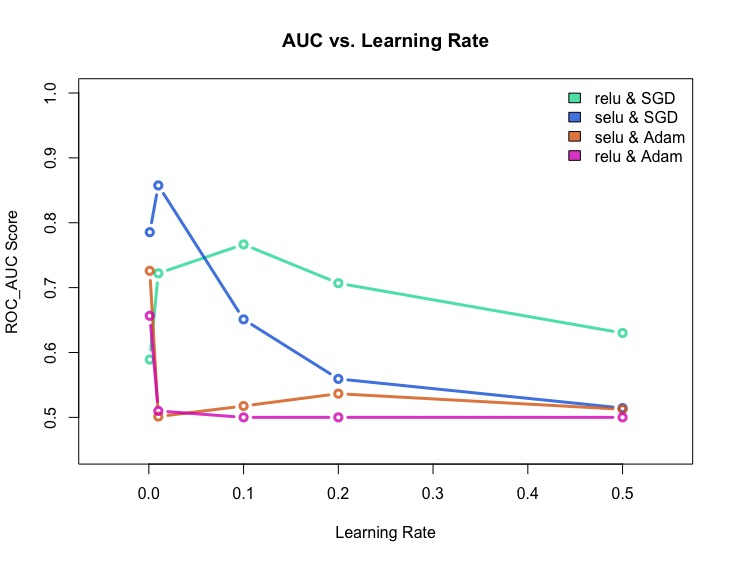 AUC vs. Learning Rate
relu & SGD
selu & SGD
selu & Adam
relu & Adam
ROC_AUC Score
1.0
0.9
0.8
0.7
0.6
0.5
0.0 0.1 0.2 0.3 0.4 0.5
Learning Rate